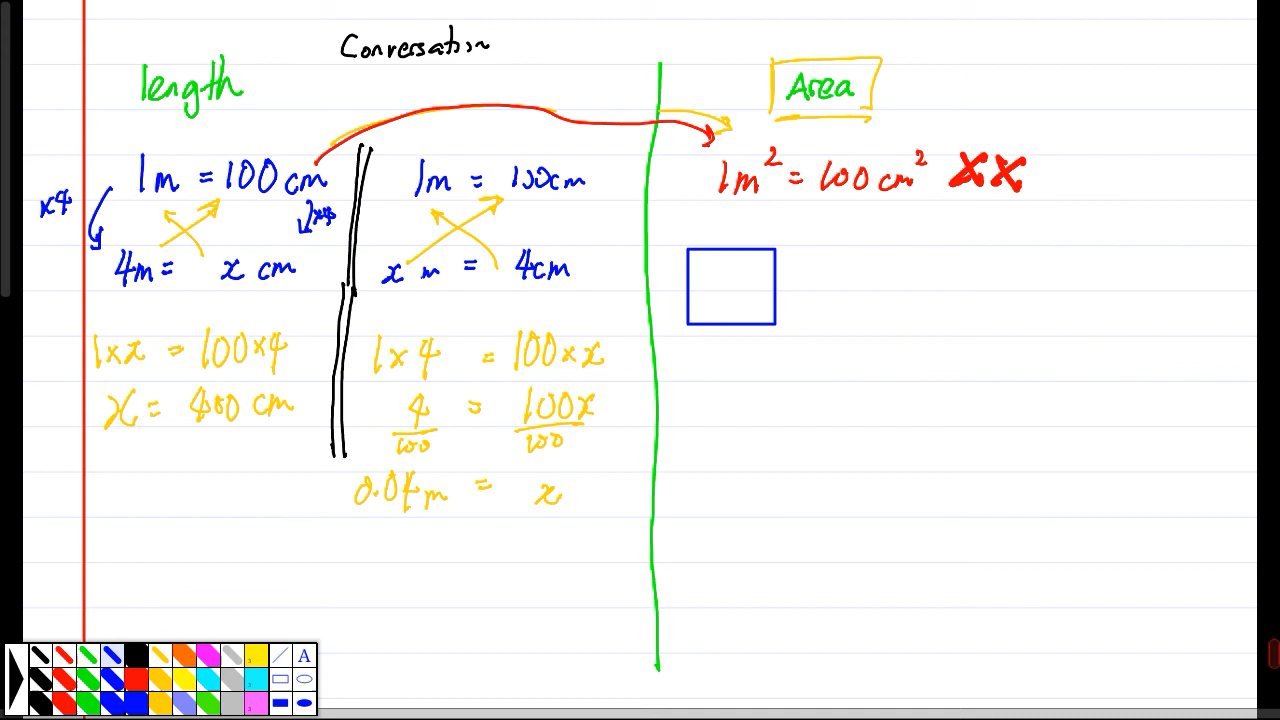 Conversation
length
Area
1m = 100 cm
1m = 100cm
1m² = 100 cm² XX
x4
x4
4m = x cm
x m = 4cm
1×x = 100×4
1 × 4 = 100×x
x = 400 cm
4/100 = 100x/100
0.04m = x
A